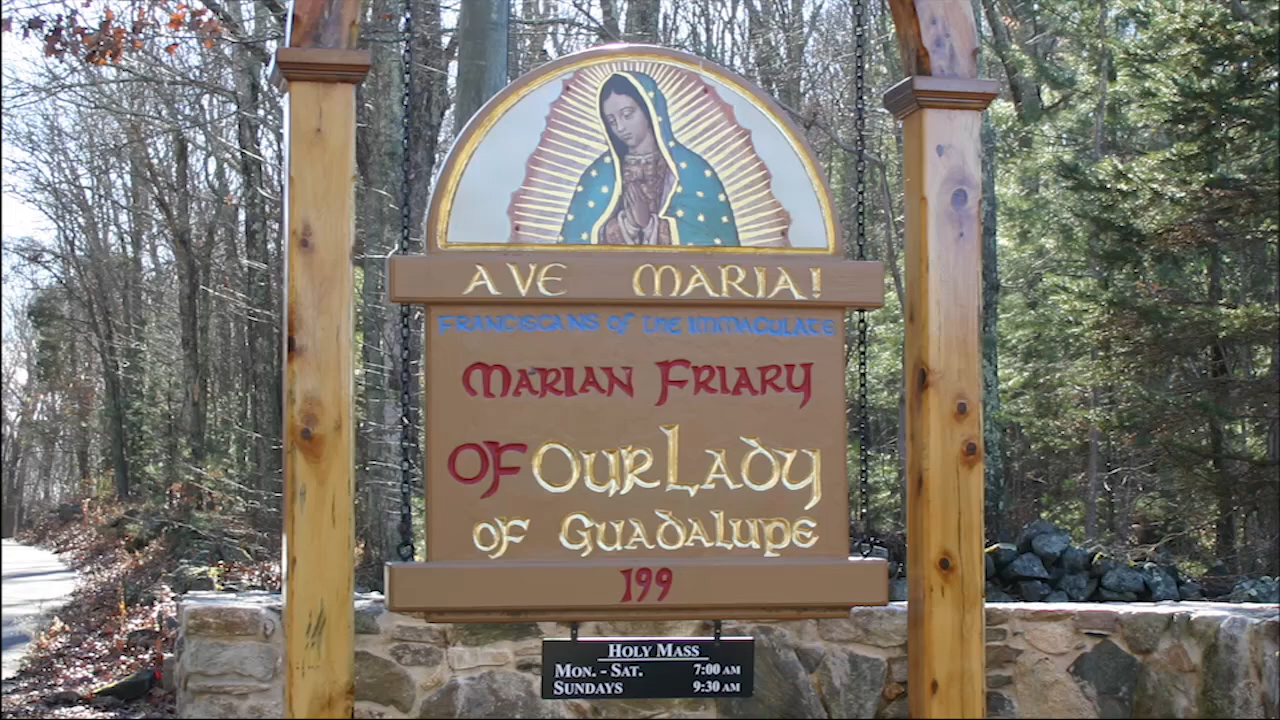 AVE MARIA!
FRANCISCANS OF THE IMMACULATE
MARIAN FRIARY
OF OUR LADY
OF GUADALUPE
199
HOLY MASS
MON. - SAT. 7:00 AM
SUNDAYS 9:30 AM